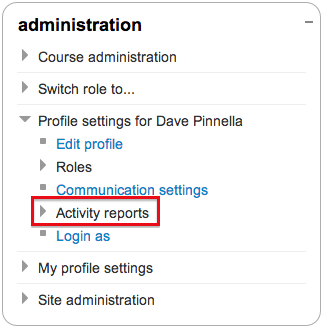 administration
Course administration
Switch role to...
Profile settings for Dave Pinnella
Edit profile
Roles
Communication settings
Activity reports
Login as
My profile settings
Site administration